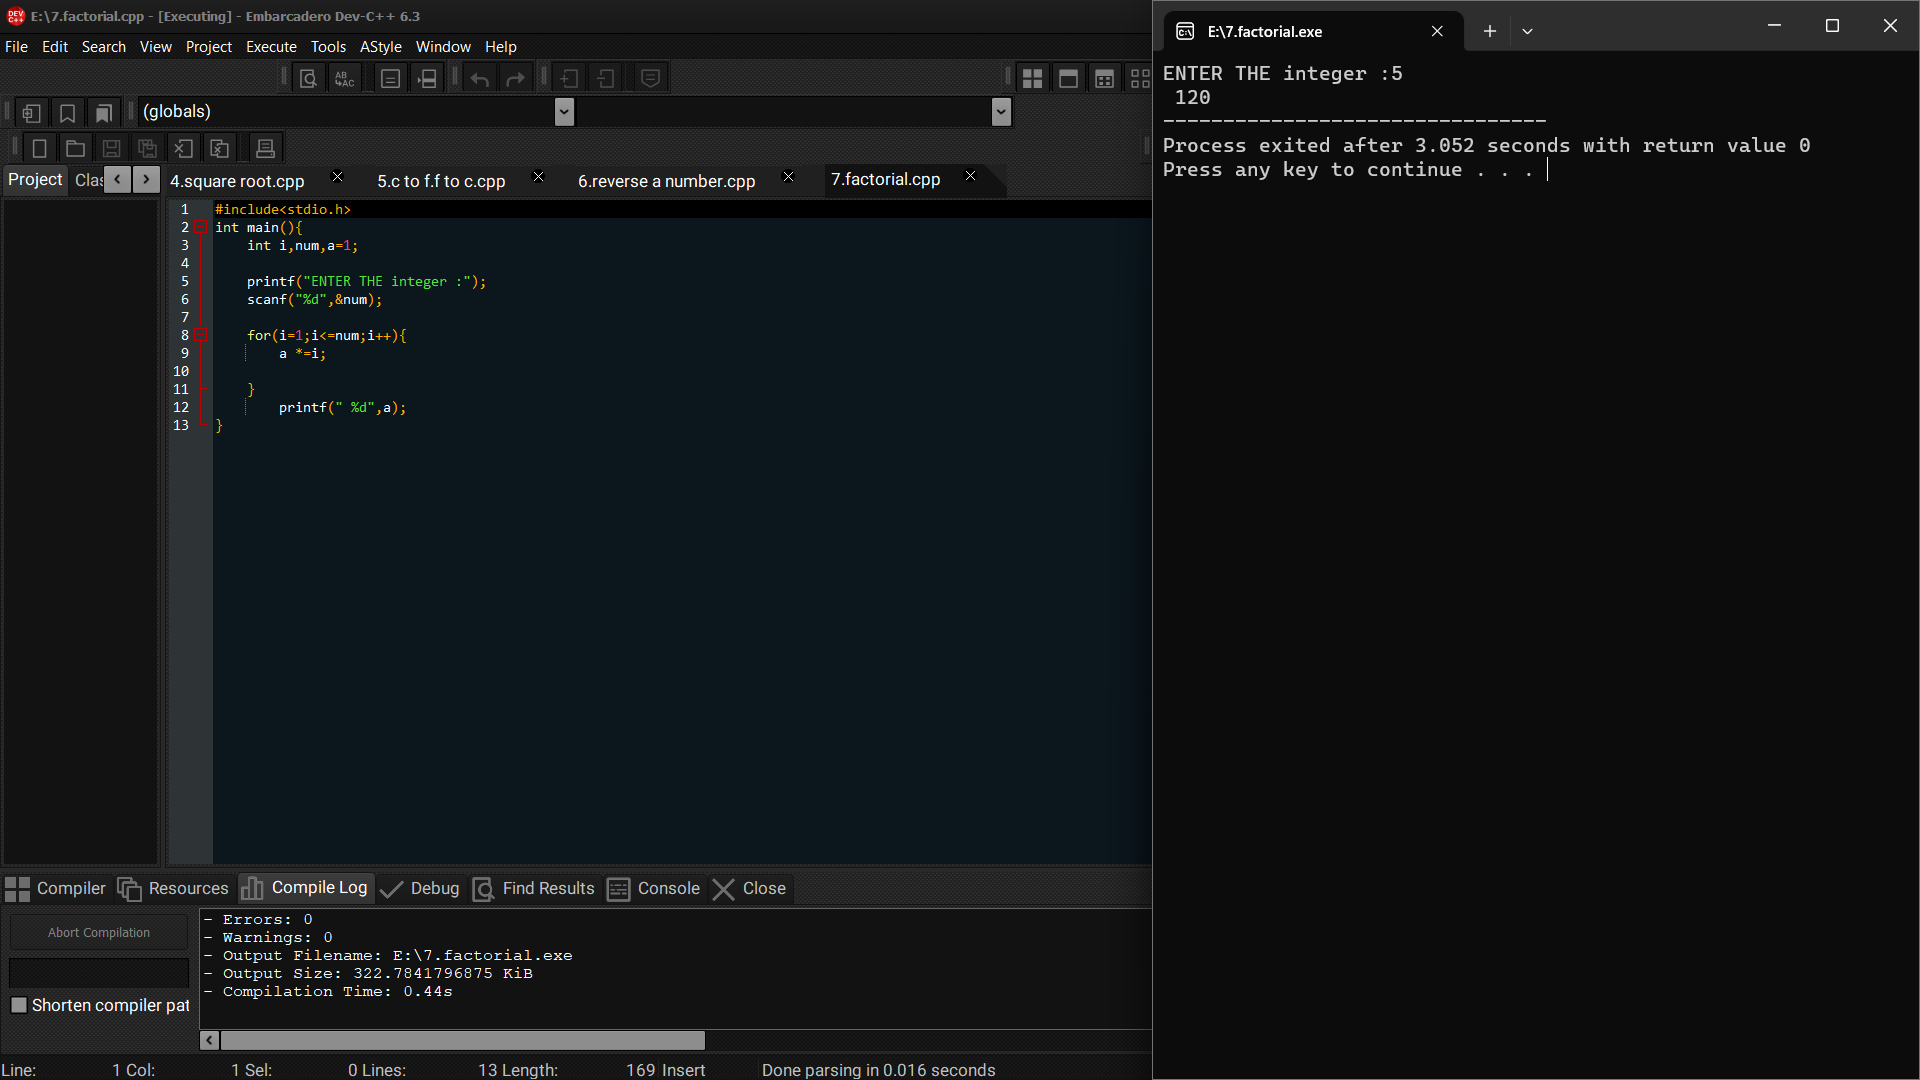 E:\7.factorial.cpp - [Executing] - Embarcadero Dev-C++ 6.3
File Edit Search View Project Execute Tools AStyle Window Help
(globals)
Project Clas
4.square root.cpp 5.c to f.f to c.cpp 6.reverse a number.cpp 7.factorial.cpp
1 #include<stdio.h>
2 int main(){
3 int i,num,a=1;
4
5 printf("ENTER THE integer :");
6 scanf("%d",&num);
7
8 for(i=1;i<=num;i++){
9 a *=i;
10
11 }
12 printf(" %d",a);
13 }
Compiler Resources Compile Log Debug Find Results Console Close
Abort Compilation
Shorten compiler pat
- Errors: 0
- Warnings: 0
- Output Filename: E:\7.factorial.exe
- Output Size: 322.7841796875 KiB
- Compilation Time: 0.44s
Line: 1 Col: 1 Sel: 0 Lines: 13 Length: 169 Insert Done parsing in 0.016 seconds
E:\7.factorial.exe
ENTER THE integer :5
120
--------------------------------
Process exited after 3.052 seconds with return value 0
Press any key to continue . . .